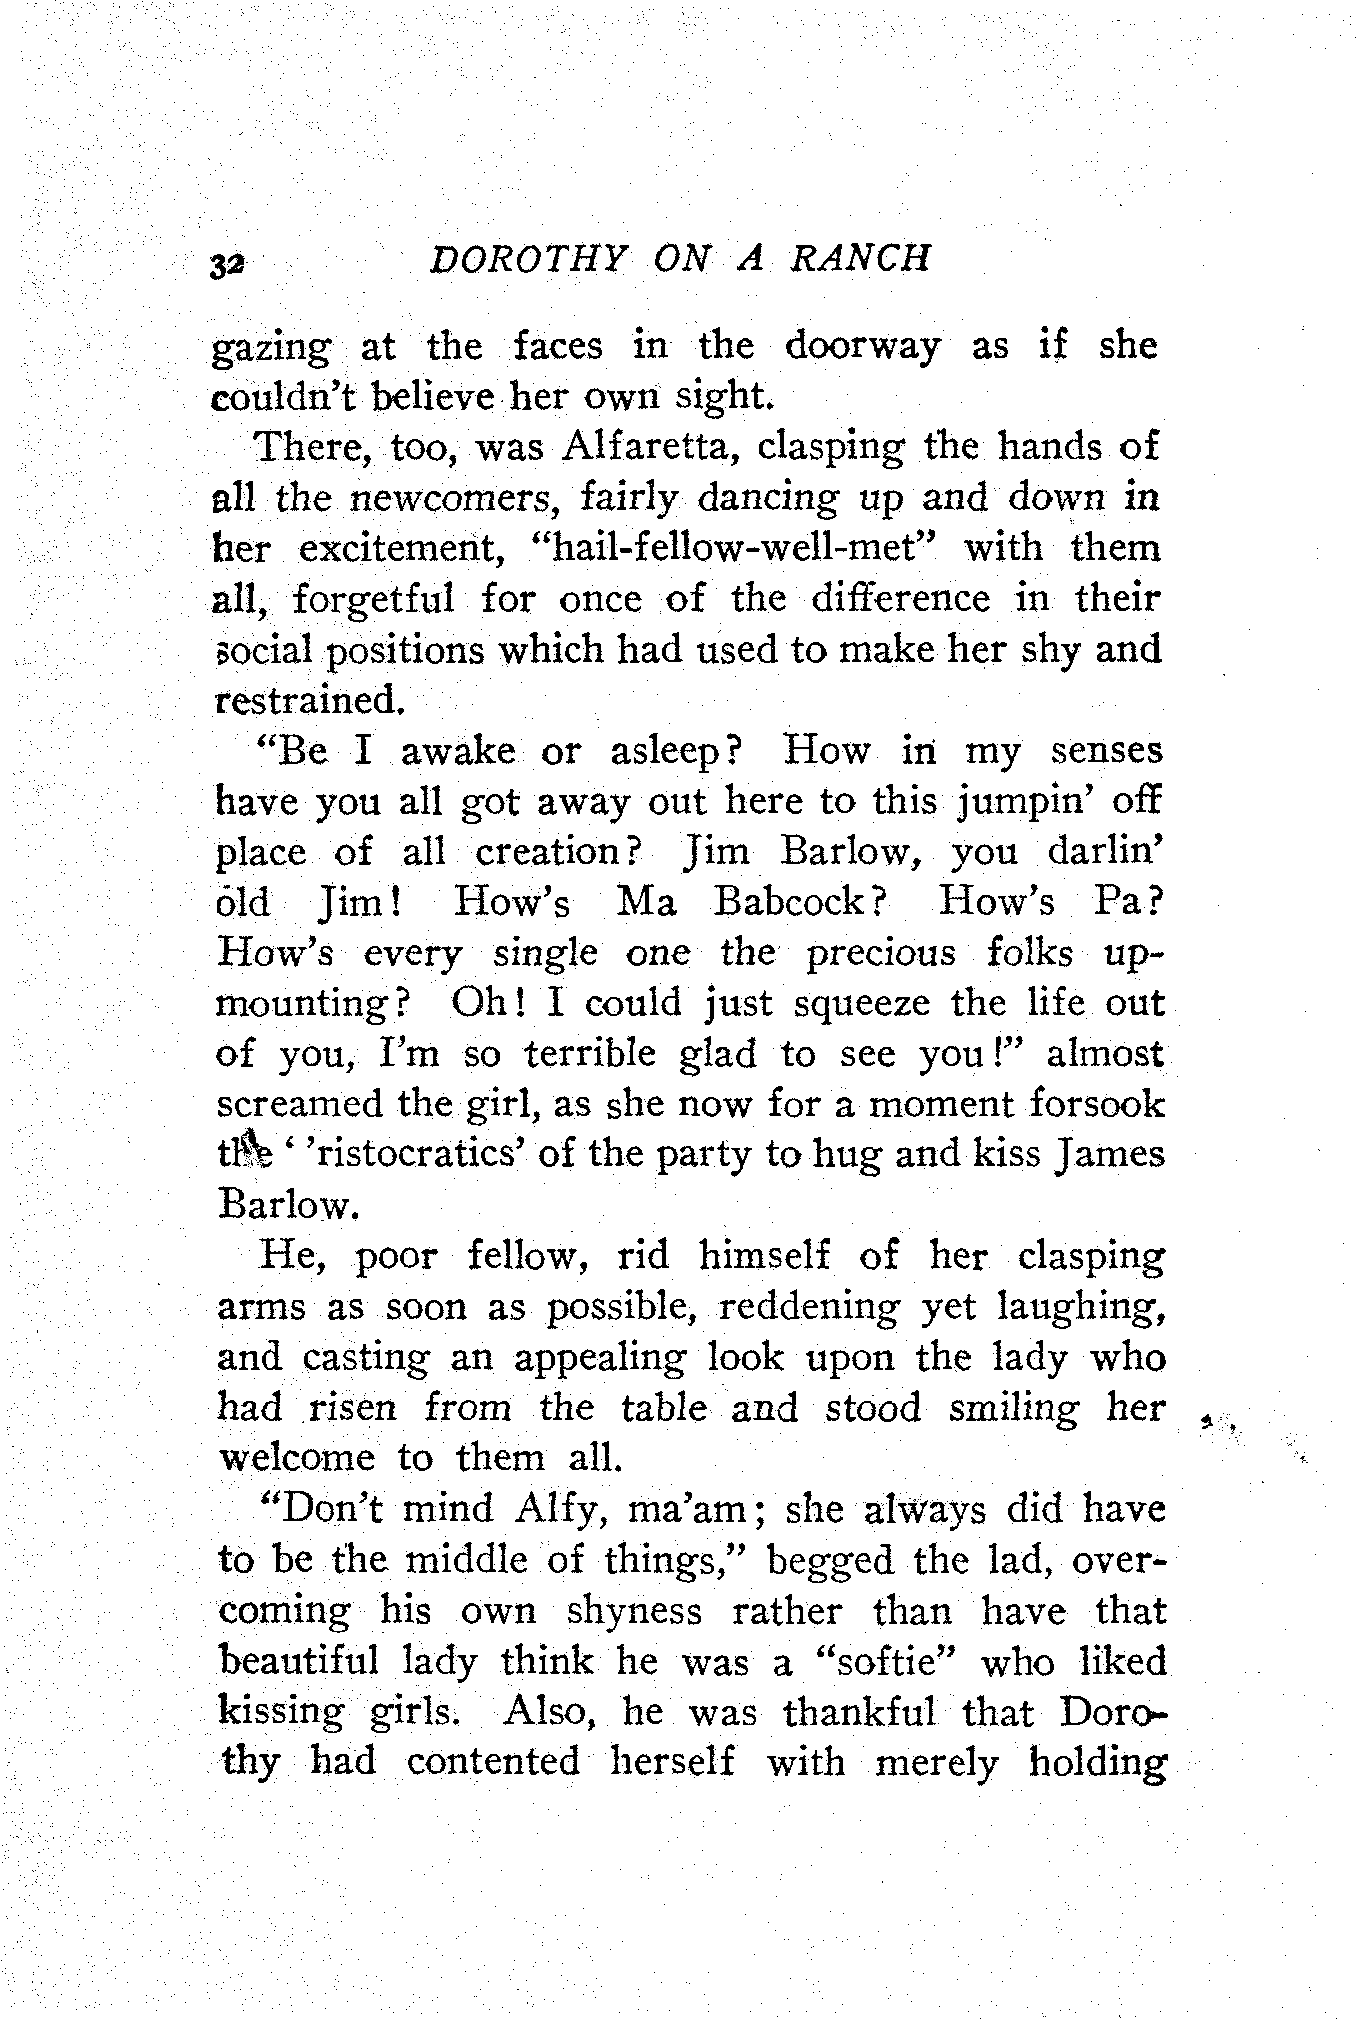 32 DOROTHY ON A RANCH
gazing at the faces in the doorway as if she
couldn't believe her own sight.
There, too, was Alfaretta, clasping the hands of
all the newcomers, fairly dancing up and down in
her excitement, "hail-fellow-well-met" with them
all, forgetful for once of the difference in their
social positions which had used to make her shy and
restrained.
"Be I awake or asleep? How in my senses
have you all got away out here to this jumpin' off
place of all creation? Jim Barlow, you darlin'
old Jim! How's Ma Babcock? How's Pa?
How's every single one the precious folks up-
mounting? Oh! I could just squeeze the life out
of you, I'm so terrible glad to see you!" almost
screamed the girl, as she now for a moment forsook
the ' 'ristocratics' of the party to hug and kiss James
Barlow.
He, poor fellow, rid himself of her clasping
arms as soon as possible, reddening yet laughing,
and casting an appealing look upon the lady who
had risen from the table and stood smiling her
welcome to them all.
"Don't mind Alfy, ma'am; she always did have
to be the middle of things," begged the lad, over-
coming his own shyness rather than have that
beautiful lady think he was a "softie" who liked
kissing girls. Also, he was thankful that Doro-
thy had contented herself with merely holding